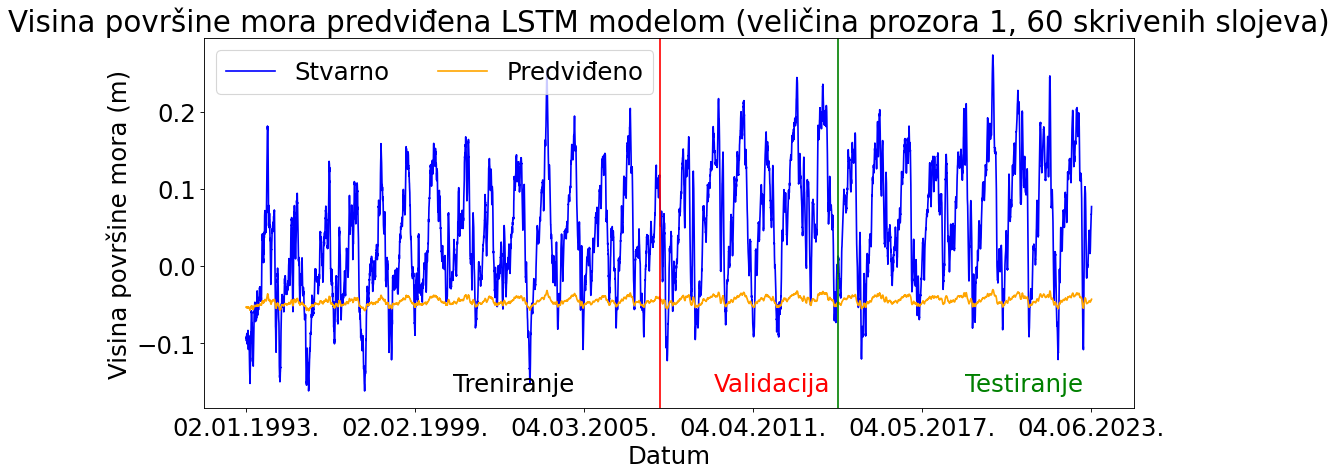 Visina površine mora predviđena LSTM modelom (veličina prozora 1, 60 skrivenih slojeva)
Stvarno Predviđeno
Visina površine mora (m)
0.2
0.1
0.0
−0.1
Treniranje Validacija Testiranje
02.01.1993. 02.02.1999. 04.03.2005. 04.04.2011. 04.05.2017. 04.06.2023.
Datum